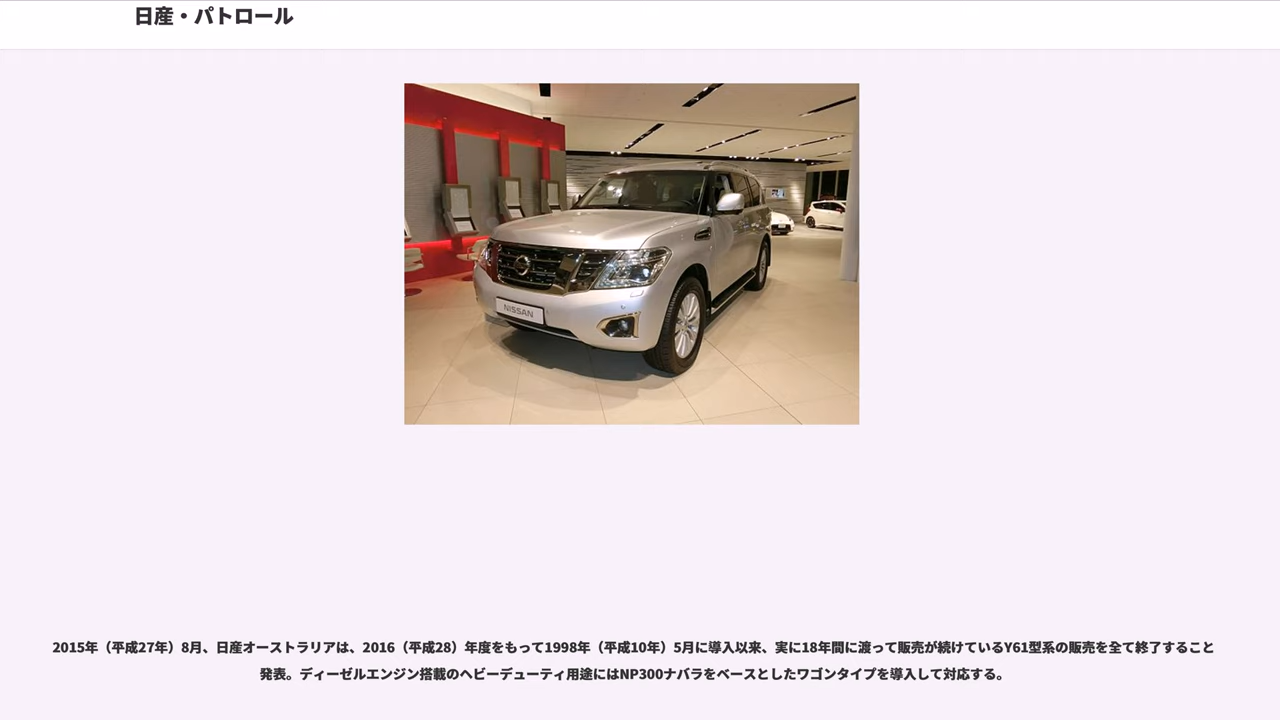 日産・パトロール
NISSAN
2015年（平成27年）8月、日産オーストラリアは、2016（平成28）年度をもって1998年（平成10年）5月に導入以来、実に18年間に渡って販売が続けているY61型系の販売を全て終了すること
発表。ディーゼルエンジン搭載のヘビーデューティ用途にはNP300ナバラをベースとしたワゴンタイプを導入して対応する。